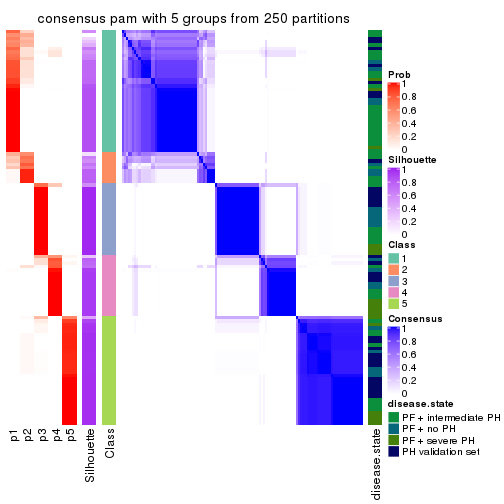 consensus pam with 5 groups from 250 partitions
Prob
1
0.8
0.6
0.4
0.2
0
Silhouette
1
0.8
0.6
0.4
0.2
0
Class
1
2
3
4
5
Consensus
1
0.8
0.6
0.4
0.2
0
disease.state
PF + intermediate PH
PF + no PH
PF + severe PH
PH validation set
p1
p2
p3
p4
p5
Silhouette
Class
disease.state